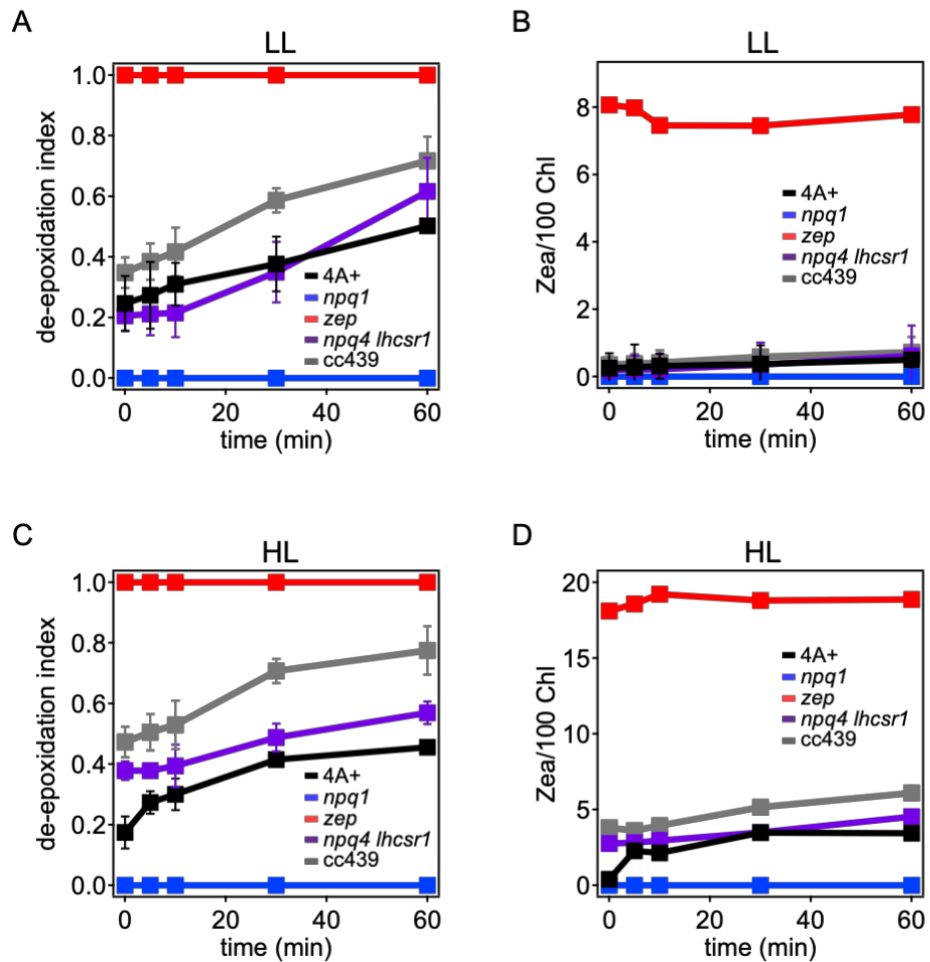 A
LL
de-epoxidation index
1.0
0.8
0.6
0.4
0.2
0.0
4A+
npq1
zep
npq4 lhcsr1
cc439
0 20 40 60
time (min)
B
LL
Zea/100 Chl
8
6
4
2
0
4A+
npq1
zep
npq4 lhcsr1
cc439
0 20 40 60
time (min)
C
HL
de-epoxidation index
1.0
0.8
0.6
0.4
0.2
0.0
4A+
npq1
zep
npq4 lhcsr1
cc439
0 20 40 60
time (min)
D
HL
Zea/100 Chl
20
15
10
5
0
4A+
npq1
zep
npq4 lhcsr1
cc439
0 20 40 60
time (min)